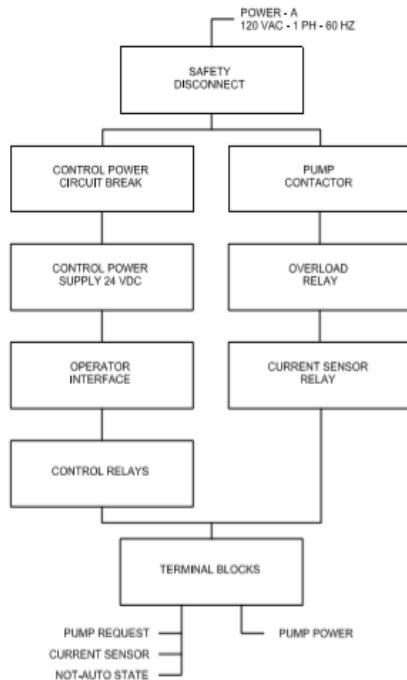 POWER - A
120 VAC - 1 PH - 60 HZ
SAFETY
DISCONNECT
CONTROL POWER
CIRCUIT BREAK
PUMP
CONTACTOR
CONTROL POWER
SUPPLY 24 VDC
OVERLOAD
RELAY
OPERATOR
INTERFACE
CURRENT SENSOR
RELAY
CONTROL RELAYS
TERMINAL BLOCKS
PUMP REQUEST
PUMP POWER
CURRENT SENSOR
NOT-AUTO STATE